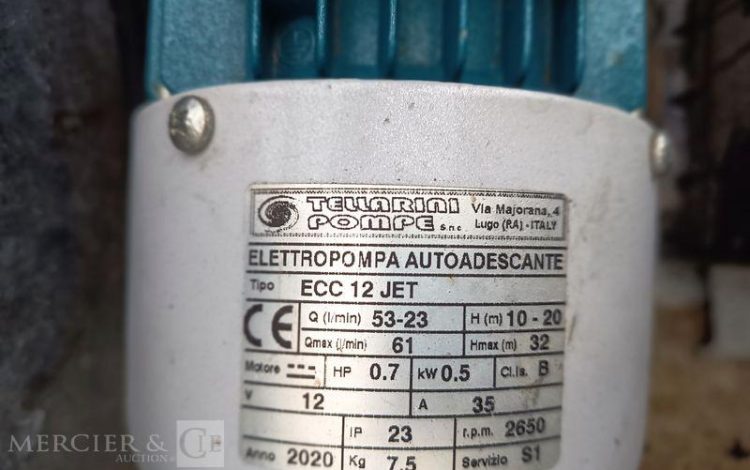 TELLARINI POMPE s.n.c Via Majorana, 4
Lugo (RA) - ITALY
ELETTROPOMPA AUTOADESCANTE
Tipo ECC 12 JET
CE Q (l/min) 53-23 H (m) 10 - 20
Qmax (l/min) 61 Hmax (m) 32
Motore HP 0.7 kW 0.5 Cl.Is. B
V 12 A 35
IP 23 r.p.m. 2650
Anno 2020 Kg 7.5 Servizio S1
MERCIER & CIE
AUCTION